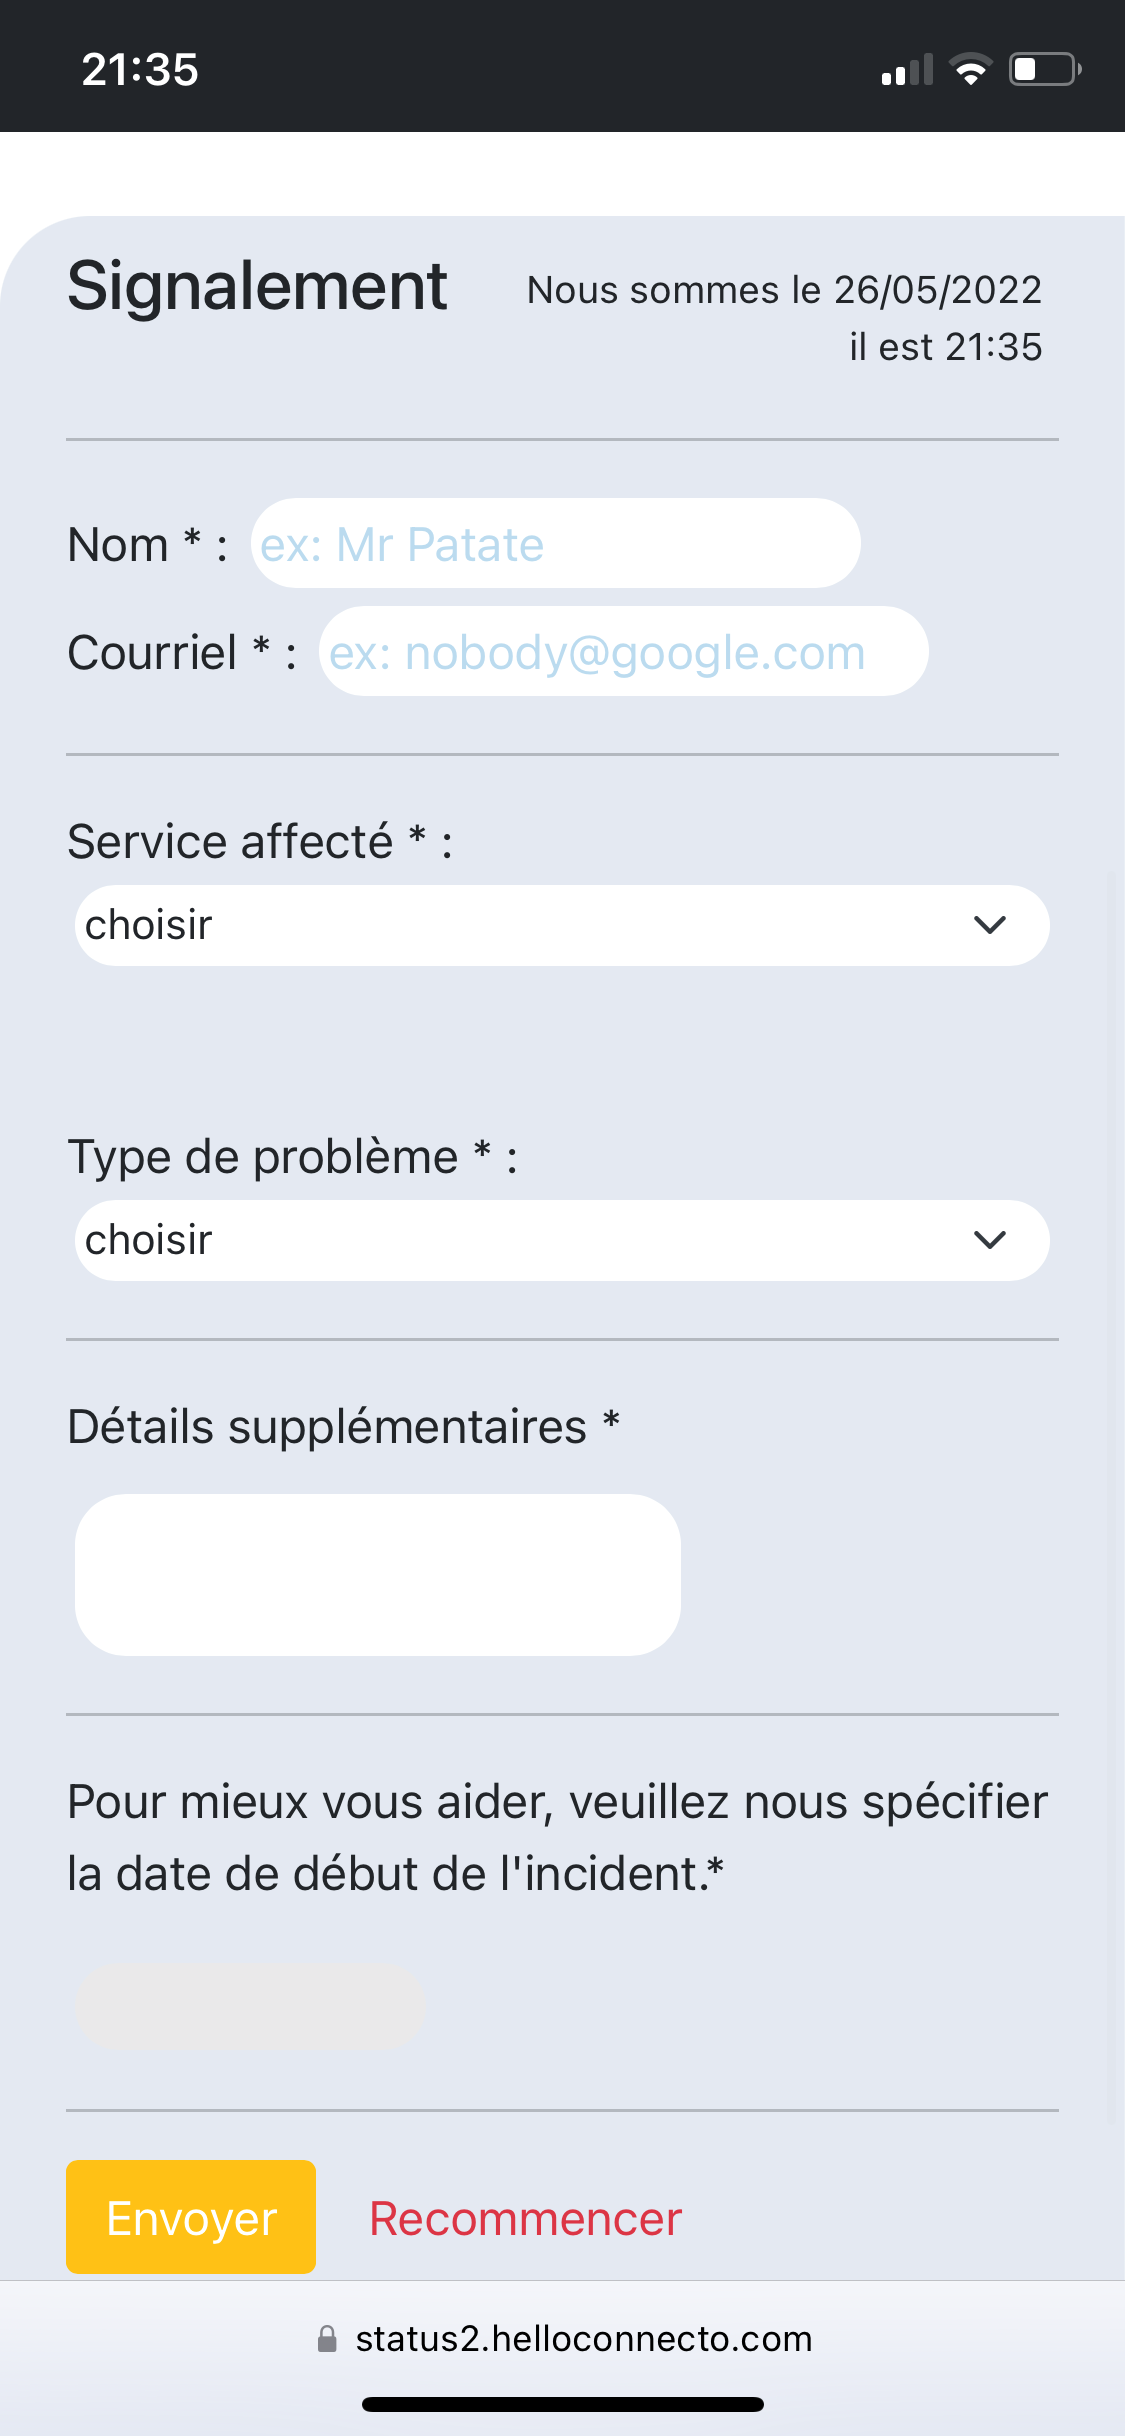 21:35
Signalement
Nous sommes le 26/05/2022
il est 21:35
Nom * :
ex: Mr Patate
Courriel * :
ex: nobody@google.com
Service affecté * :
choisir
Type de problème * :
choisir
Détails supplémentaires *
Pour mieux vous aider, veuillez nous spécifier
la date de début de l'incident.*
Envoyer
Recommencer
status2.helloconnecto.com